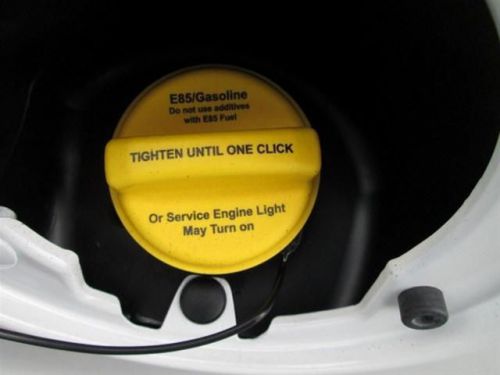 E85/Gasoline
Do not use additives
with E85 Fuel
TIGHTEN UNTIL ONE CLICK
Or Service Engine Light
May Turn on